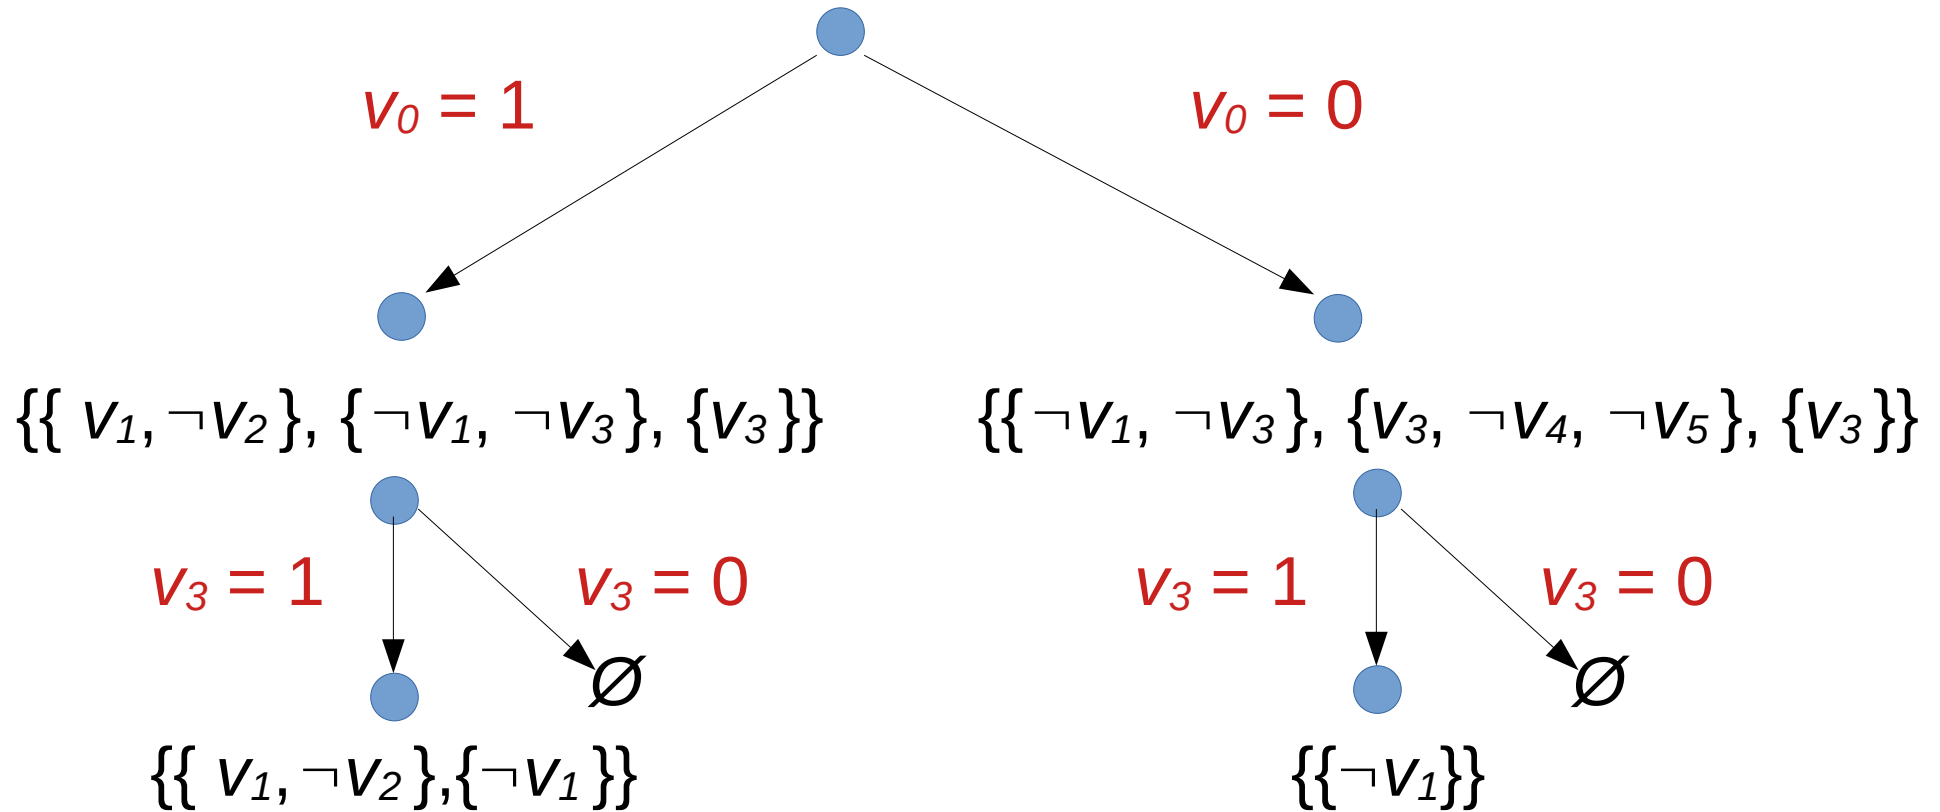 v₀ = 1 v₀ = 0
{{ v₁, ¬v₂ }, {¬v₁, ¬v₃ }, {v₃ }} {{¬v₁, ¬v₃ }, {v₃, ¬v₄, ¬v₅ }, {v₃ }}
v₃ = 1 v₃ = 0 v₃ = 1 v₃ = 0
Ø Ø
{{ v₁, ¬v₂ },{¬v₁ }} {{¬v₁}}